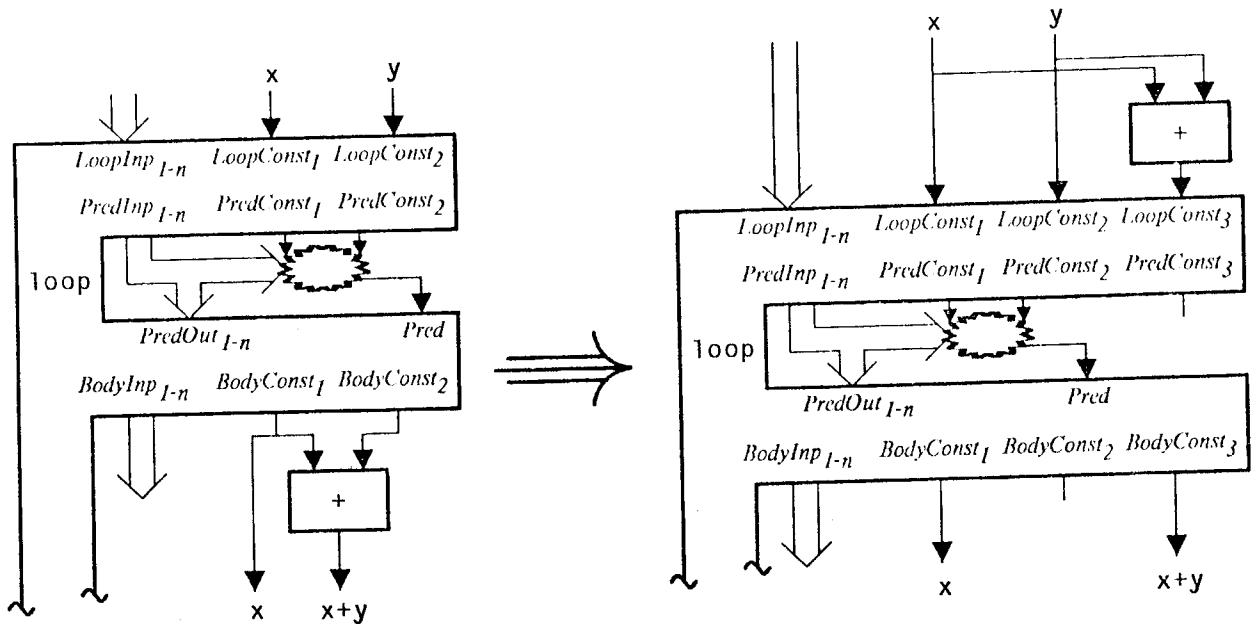 x y
LoopInp 1-n LoopConst 1 LoopConst 2
PredInp 1-n PredConst 1 PredConst 2
loop
PredOut 1-n Pred
BodyInp 1-n BodyConst 1 BodyConst 2
+
x x+y
x y
+
LoopInp 1-n LoopConst 1 LoopConst 2 LoopConst 3
PredInp 1-n PredConst 1 PredConst 2 PredConst 3
loop
PredOut 1-n Pred
BodyInp 1-n BodyConst 1 BodyConst 2 BodyConst 3
x x+y